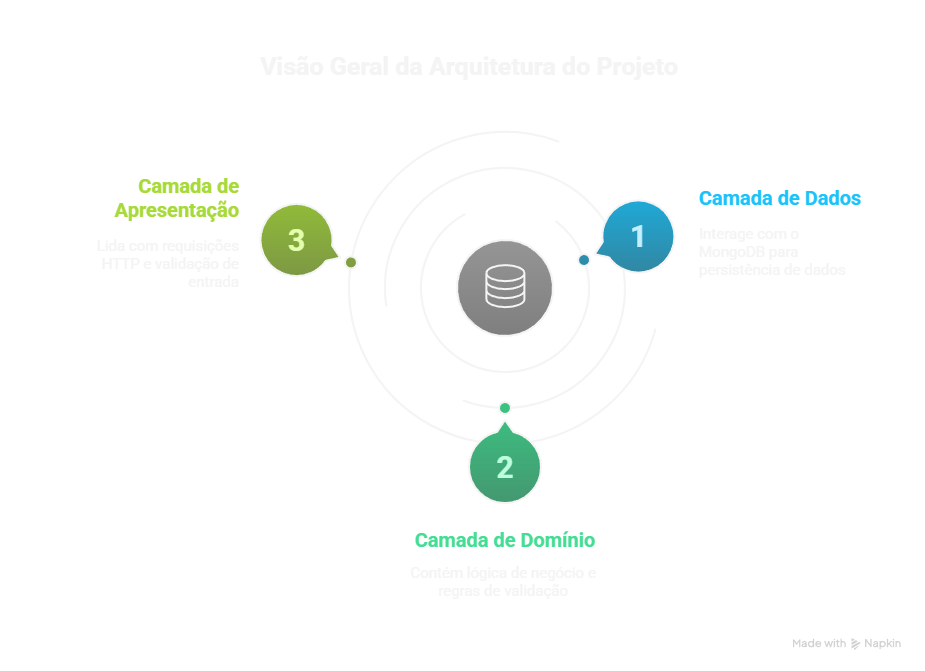 Visão Geral da Arquitetura do Projeto
Camada de
Apresentação
Lida com requisições
HTTP e validação de
entrada
3
1
Camada de Dados
Interage com o
MongoDB para
persistência de dados
2
Camada de Domínio
Contém lógica de negócio e
regras de validação
Made with Napkin